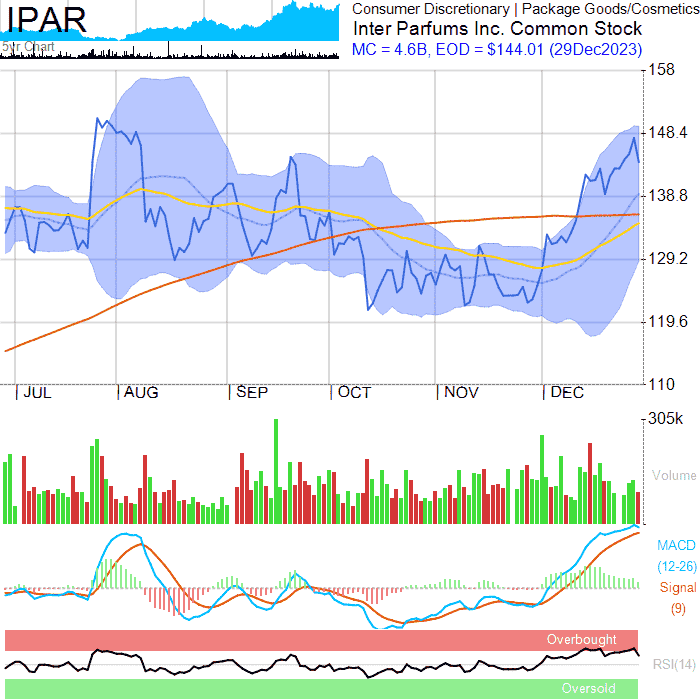 IPAR
5yr Chart
Consumer Discretionary | Package Goods/Cosmetics
Inter Parfums Inc. Common Stock
MC = 4.6B, EOD = $144.01 (29Dec2023)
158
148.4
138.8
129.2
119.6
110
| JUL | AUG | SEP | OCT | NOV | DEC
305k
Volume
MACD
(12-26)
Signal
(9)
Overbought
RSI(14)
Oversold